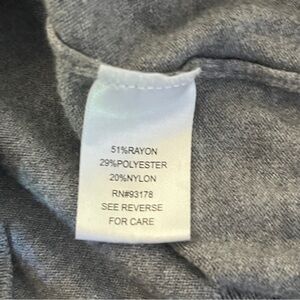 51%RAYON
29%POLYESTER
20%NYLON
RN#93178
SEE REVERSE
FOR CARE